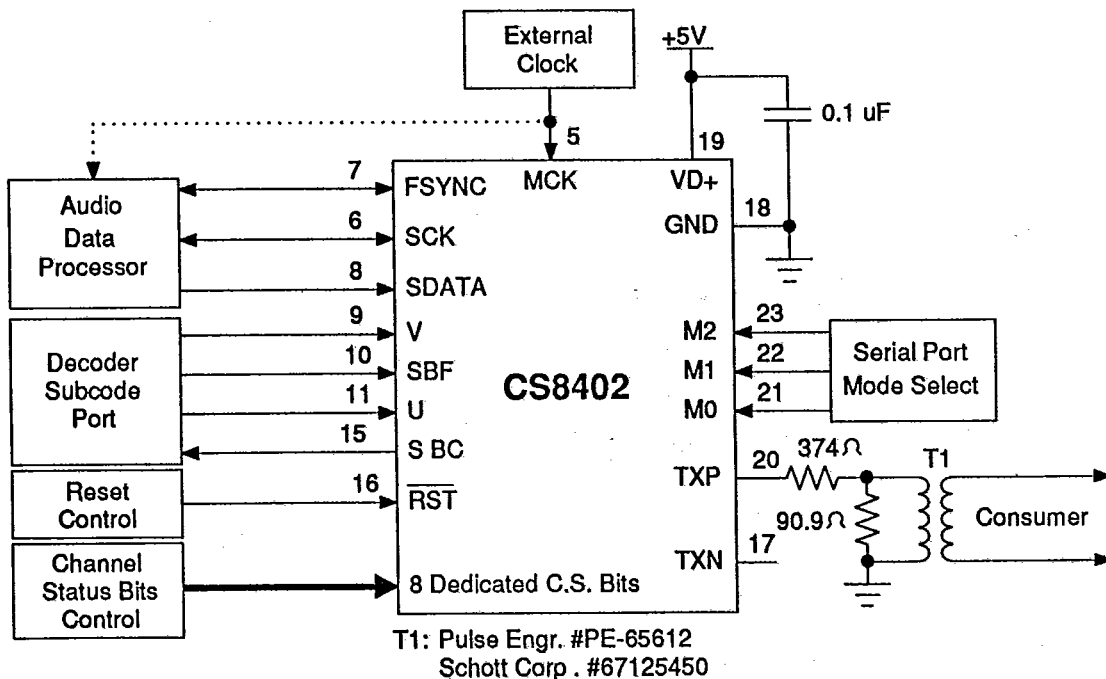 External
Clock
+5V
0.1 uF
5
19
7
FSYNC
MCK
VD+
18
GND
Audio
Data
Processor
6
SCK
8
SDATA
9
V
23
M2
Decoder
Subcode
Port
10
SBF
22
M1
Serial Port
Mode Select
CS8402
11
U
21
M0
15
S BC
374Ω
20
TXP
T1
Reset
Control
16
RST
90.9Ω
Consumer
17
TXN
Channel
Status Bits
Control
8 Dedicated C.S. Bits
T1: Pulse Engr. #PE-65612
Schott Corp . #67125450